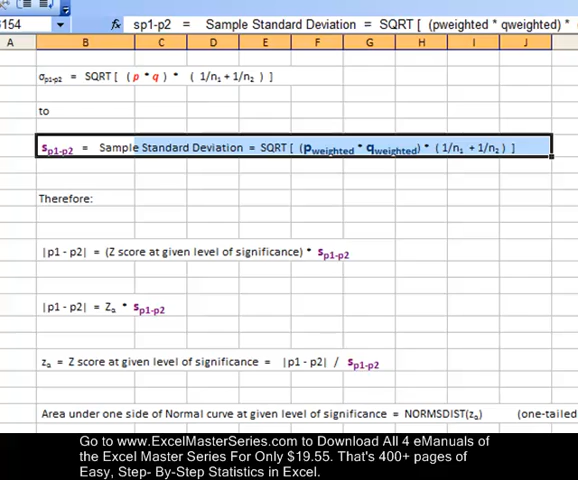 154 fx sp1-p2 = Sample Standard Deviation = SQRT [ (pweighted * qweighted) * (
A B C D E F G H I J
σp1-p2 = SQRT [ ( p * q ) * ( 1/n1 + 1/n2 ) ]
to
sp1-p2 = Sample Standard Deviation = SQRT [ (pweighted * qweighted) * ( 1/n1 + 1/n2 ) ]
Therefore:
|p1 - p2| = (Z score at given level of significance) * sp1-p2
|p1 - p2| = Zα * sp1-p2
zα = Z score at given level of significance = |p1 - p2| / sp1-p2
Area under one side of Normal curve at given level of significance = NORMSDIST(zα) (one-tailed
Go to www.ExcelMasterSeries.com to Download All 4 eManuals of
the Excel Master Series For Only $19.55. That's 400+ pages of
Easy, Step- By-Step Statistics in Excel.